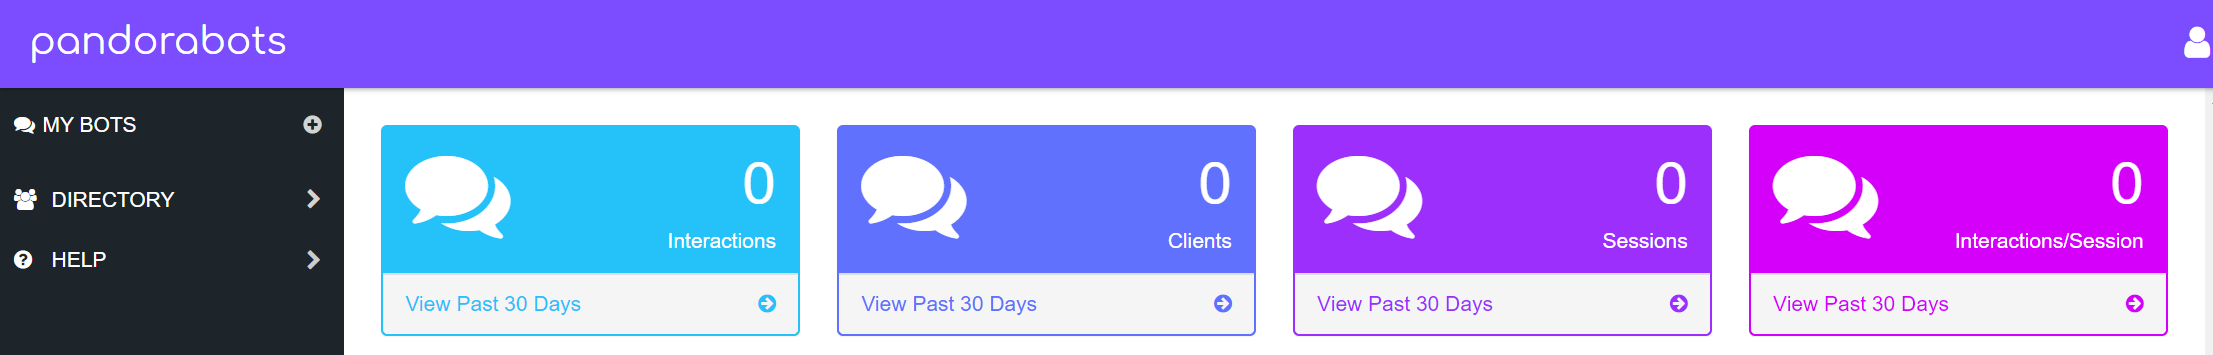 pandorabots
MY BOTS
DIRECTORY
HELP
0
Interactions
View Past 30 Days
0
Clients
View Past 30 Days
0
Sessions
View Past 30 Days
0
Interactions/Session
View Past 30 Days